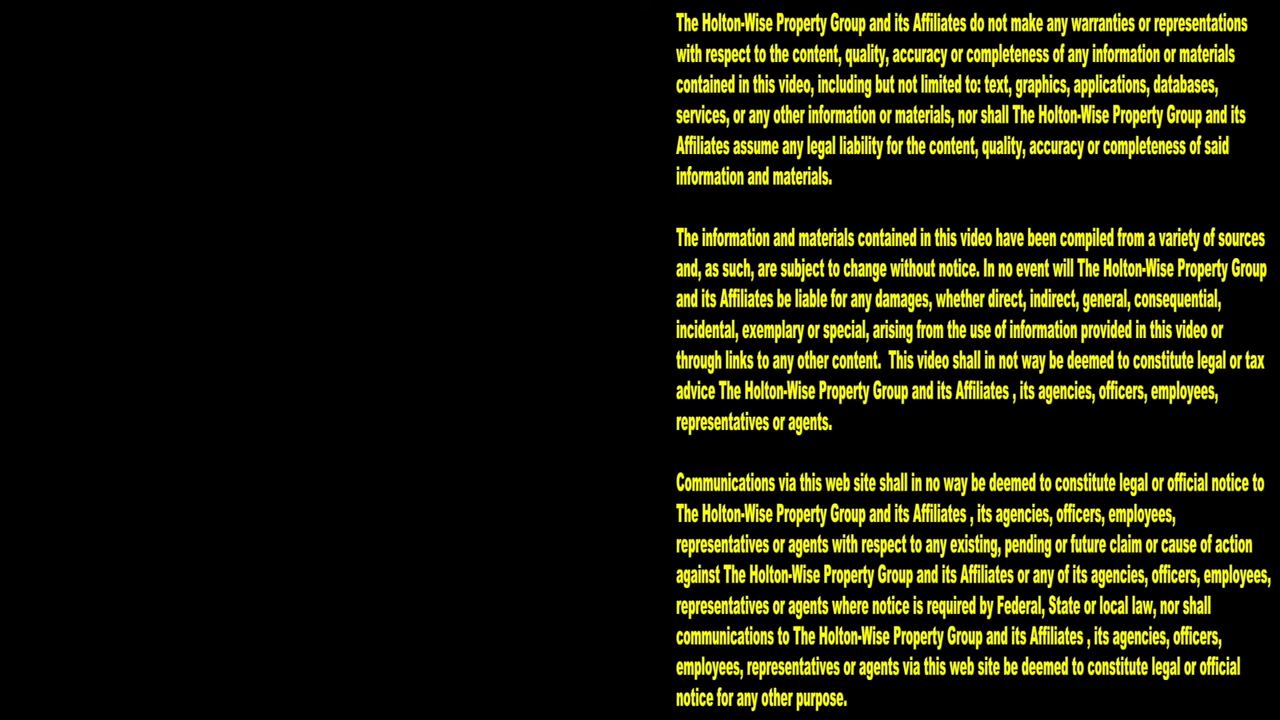 The Holton-Wise Property Group and its Affiliates do not make any warranties or representations
with respect to the content, quality, accuracy or completeness of any information or materials
contained in this video, including but not limited to: text, graphics, applications, databases,
services, or any other information or materials, nor shall The Holton-Wise Property Group and its
Affiliates assume any legal liability for the content, quality, accuracy or completeness of said
information and materials.
The information and materials contained in this video have been compiled from a variety of sources
and, as such, are subject to change without notice. In no event will The Holton-Wise Property Group
and its Affiliates be liable for any damages, whether direct, indirect, general, consequential,
incidental, exemplary or special, arising from the use of information provided in this video or
through links to any other content.  This video shall in not way be deemed to constitute legal or tax
advice The Holton-Wise Property Group and its Affiliates , its agencies, officers, employees,
representatives or agents.
Communications via this web site shall in no way be deemed to constitute legal or official notice to
The Holton-Wise Property Group and its Affiliates , its agencies, officers, employees,
representatives or agents with respect to any existing, pending or future claim or cause of action
against The Holton-Wise Property Group and its Affiliates or any of its agencies, officers, employees,
representatives or agents where notice is required by Federal, State or local law, nor shall
communications to The Holton-Wise Property Group and its Affiliates , its agencies, officers,
employees, representatives or agents via this web site be deemed to constitute legal or official
notice for any other purpose.